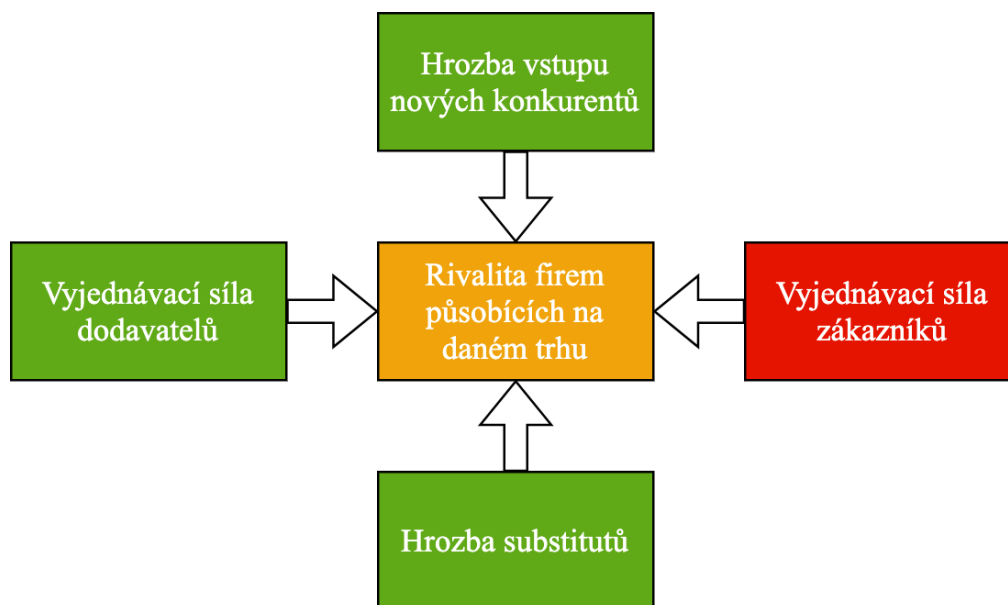 Hrozba vstupu
nových konkurentů
Vyjednávací síla
dodavatelů
Rivalita firem
působících na
daném trhu
Vyjednávací síla
zákazníků
Hrozba substitutů